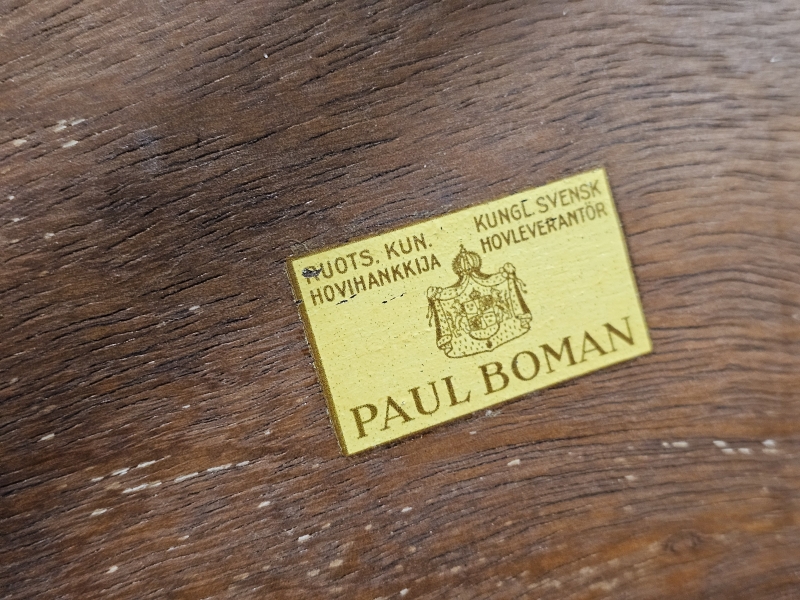 RUOTS. KUN.
HOVIHANKKIJA
KUNGL. SVENSK
HOVLEVERANTÖR
PAUL BOMAN